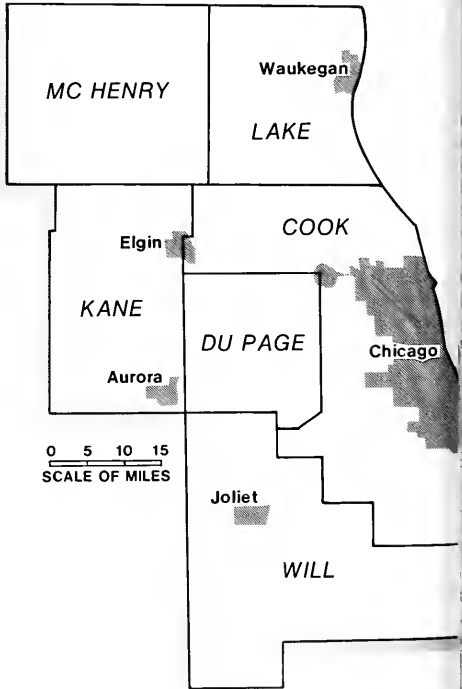 MC HENRY
Waukegan
LAKE
COOK
Elgin
KANE
DU PAGE
Chicago
Aurora
0 5 10 15
SCALE OF MILES
Joliet
WILL